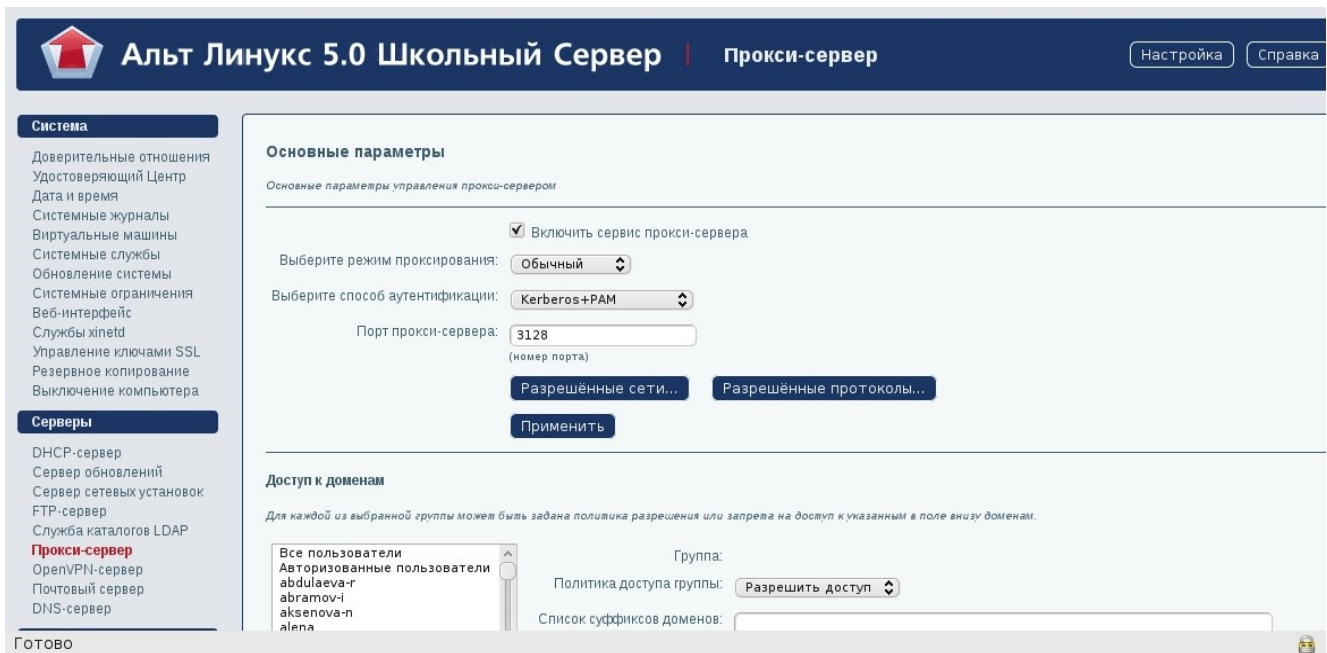 Альт Линукс 5.0 Школьный Сервер | Прокси-сервер
Настройка
Справка
Система
Доверительные отношения
Удостоверяющий Центр
Дата и время
Системные журналы
Виртуальные машины
Системные службы
Обновление системы
Системные ограничения
Веб-интерфейс
Службы xinetd
Управление ключами SSL
Резервное копирование
Выключение компьютера
Серверы
DHCP-сервер
Сервер обновлений
Сервер сетевых установок
FTP-сервер
Служба каталогов LDAP
Прокси-сервер
OpenVPN-сервер
Почтовый сервер
DNS-сервер
Основные параметры
Основные параметры управления прокси-сервером
Включить сервис прокси-сервера
Выберите режим проксирования: Обычный
Выберите способ аутентификации: Kerberos+PAM
Порт прокси-сервера: 3128
(номер порта)
Разрешённые сети... Разрешённые протоколы...
Применить
Доступ к доменам
Для каждой из выбранной группы может быть задана политика разрешения или запрета на доступ к указанным в поле внизу доменам.
Все пользователи
Авторизованные пользователи
abdulaeva-r
abramov-i
aksenova-n
alena
Группа:
Политика доступа группы: Разрешить доступ
Список суффиксов доменов:
Готово